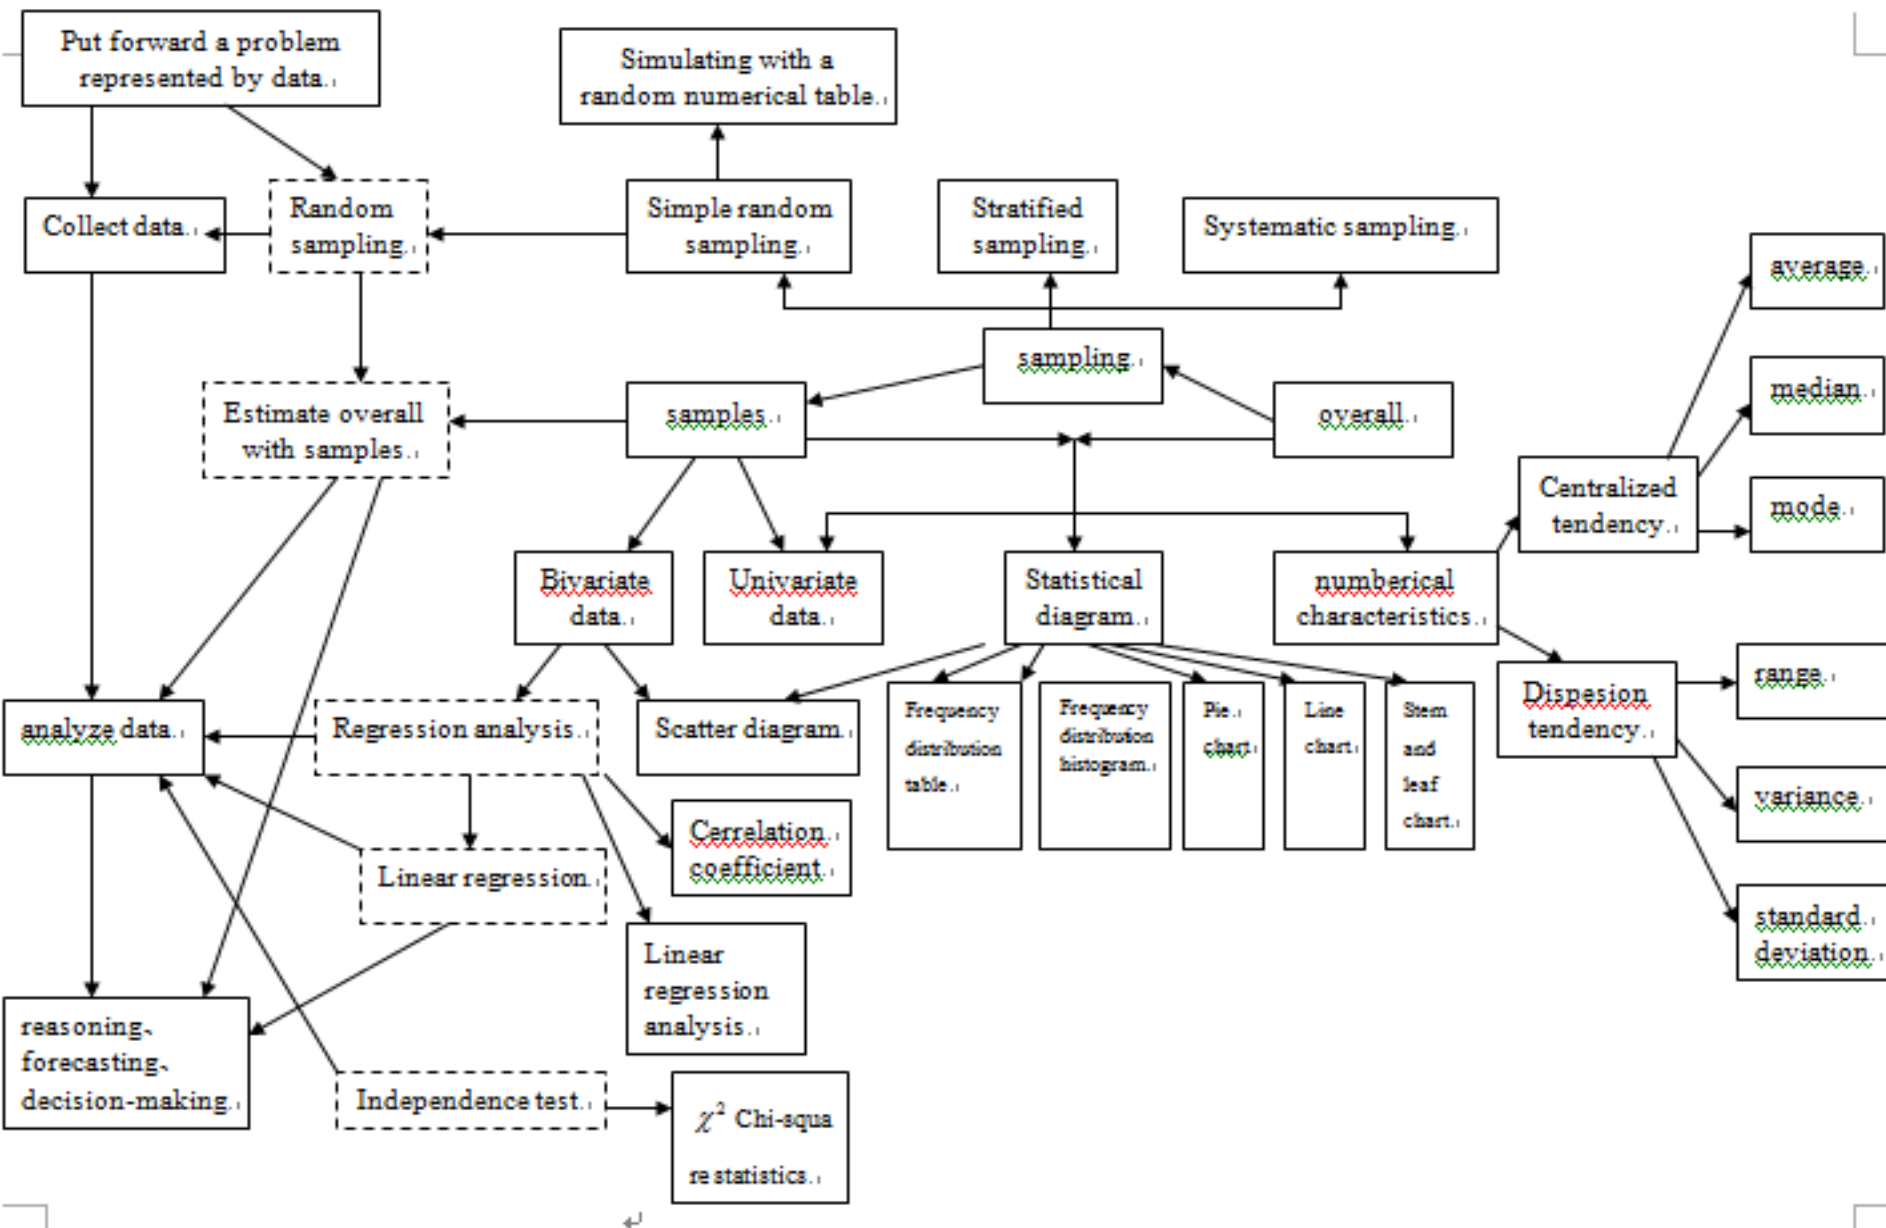 Put forward a problem
represented by data.
Simulating with a
random numerical table.
Collect data.
Random
sampling.
Simple random
sampling.
Stratified
sampling.
Systematic sampling.
average.
sampling.
Estimate overall
with samples.
samples.
overall.
median.
Centralized
tendency.
mode.
Bivariate
data.
Univariate
data.
Statistical
diagram.
numberical
characteristics.
range.
Dispesion
tendency.
analyze data.
Regression analysis.
Scatter diagram.
Frequency
distribution
table.
Frequency
distribution
histogram.
Pie.
chart.
Line
chart.
Stem
and
leaf
chart.
variance.
Cerrelation.
coefficient.
Linear regression.
standard.
deviation.
Linear
regression
analysis.
reasoning、
forecasting、
decision-making.
Independence test.
χ² Chi-squa
re statistics.